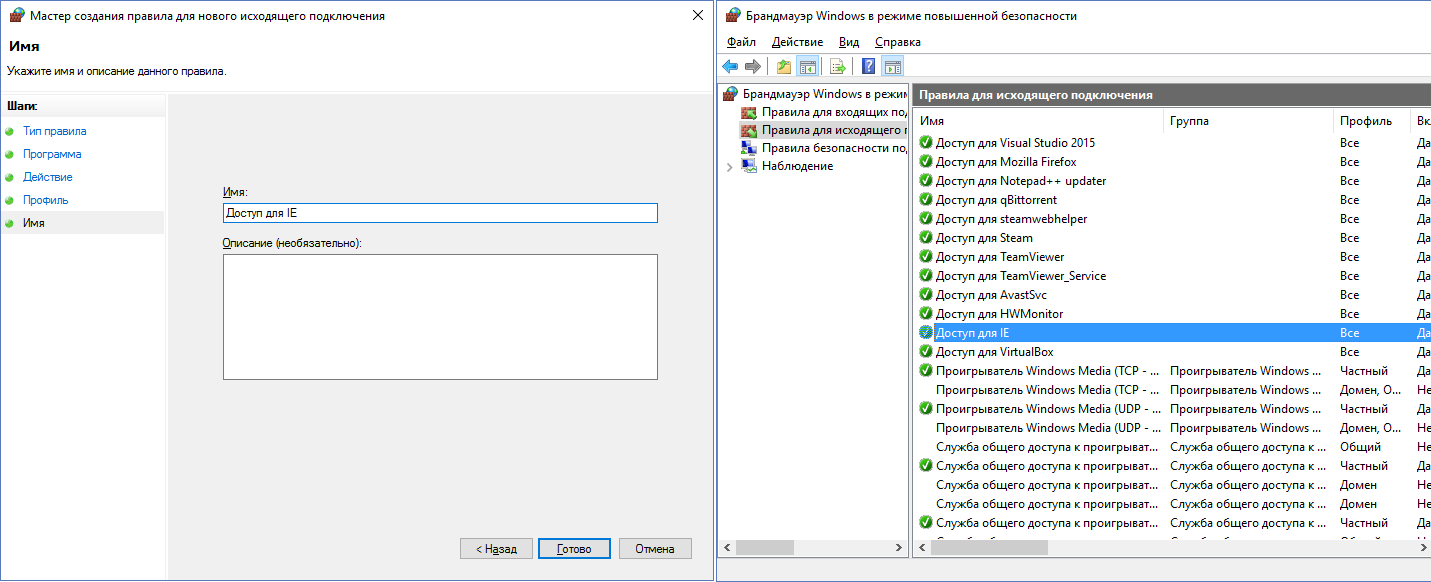 Мастер создания правила для нового исходящего подключения
Имя
Укажите имя и описание данного правила.
Шаги:
Тип правила
Программа
Действие
Профиль
Имя
Имя:
Доступ для IE
Описание (необязательно):
< Назад
Готово
Отмена
Брандмауэр Windows в режиме повышенной безопасности
Файл Действие Вид Справка
Брандмауэр Windows в режим
Правила для входящих под
Правила для исходящего п
Правила безопасности под
Наблюдение
Правила для исходящего подключения
Имя Группа Профиль Вк
Доступ для Visual Studio 2015 Все Да
Доступ для Mozilla Firefox Все Да
Доступ для Notepad++ updater Все Да
Доступ для qBittorrent Все Да
Доступ для steamwebhelper Все Да
Доступ для Steam Все Да
Доступ для TeamViewer Все Да
Доступ для TeamViewer_Service Все Да
Доступ для AvastSvc Все Да
Доступ для HWMonitor Все Да
Доступ для IE Все Да
Доступ для VirtualBox Все Да
Проигрыватель Windows Media (TCP - ... Проигрыватель Windows ... Частный Да
Проигрыватель Windows Media (TCP - ... Проигрыватель Windows ... Домен, О... Не
Проигрыватель Windows Media (UDP - ... Проигрыватель Windows ... Частный Да
Проигрыватель Windows Media (UDP - ... Проигрыватель Windows ... Домен, О... Не
Служба общего доступа к проигрыват... Служба общего доступа к ... Общий Не
Служба общего доступа к проигрыват... Служба общего доступа к ... Частный Да
Служба общего доступа к проигрыват... Служба общего доступа к ... Домен Не
Служба общего доступа к проигрыват... Служба общего доступа к ... Домен Не
Служба общего доступа к проигрыват... Служба общего доступа к ... Частный Да